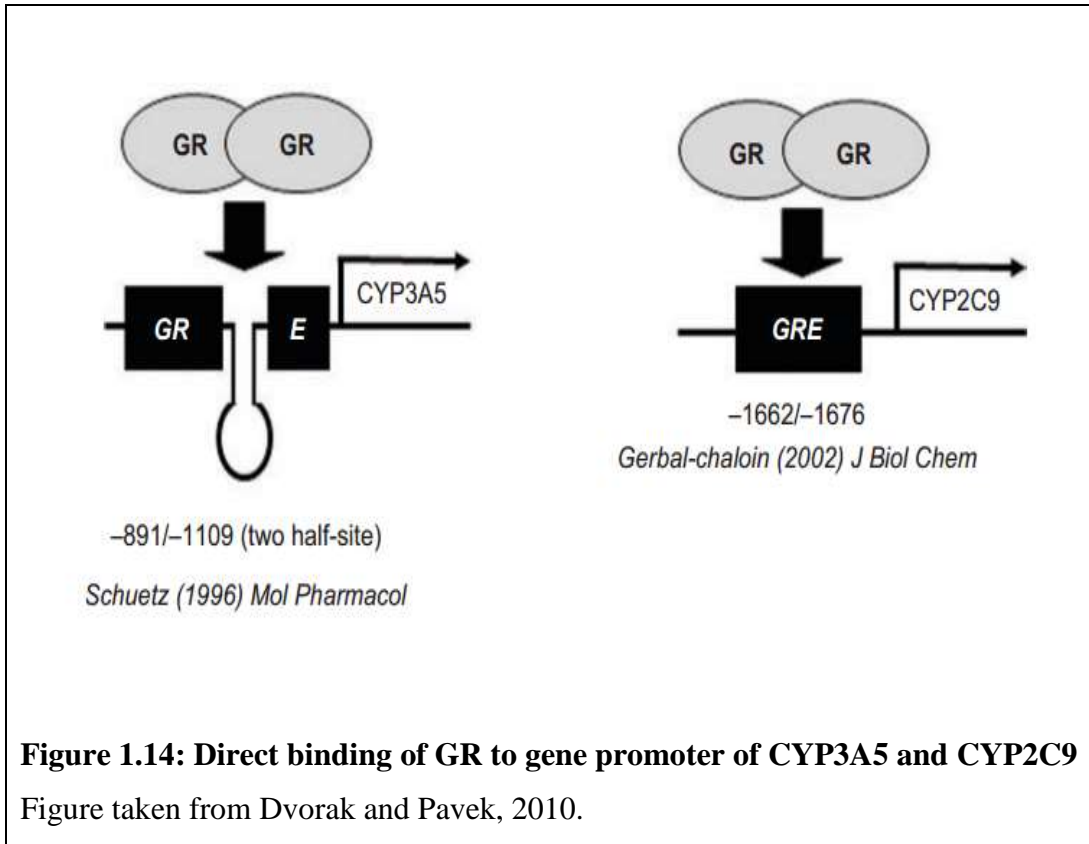 GR GR
GR E
CYP3A5
–891/–1109 (two half-site)
Schuetz (1996) Mol Pharmacol
GR GR
GRE
CYP2C9
–1662/–1676
Gerbal-chaloin (2002) J Biol Chem
Figure 1.14: Direct binding of GR to gene promoter of CYP3A5 and CYP2C9
Figure taken from Dvorak and Pavek, 2010.